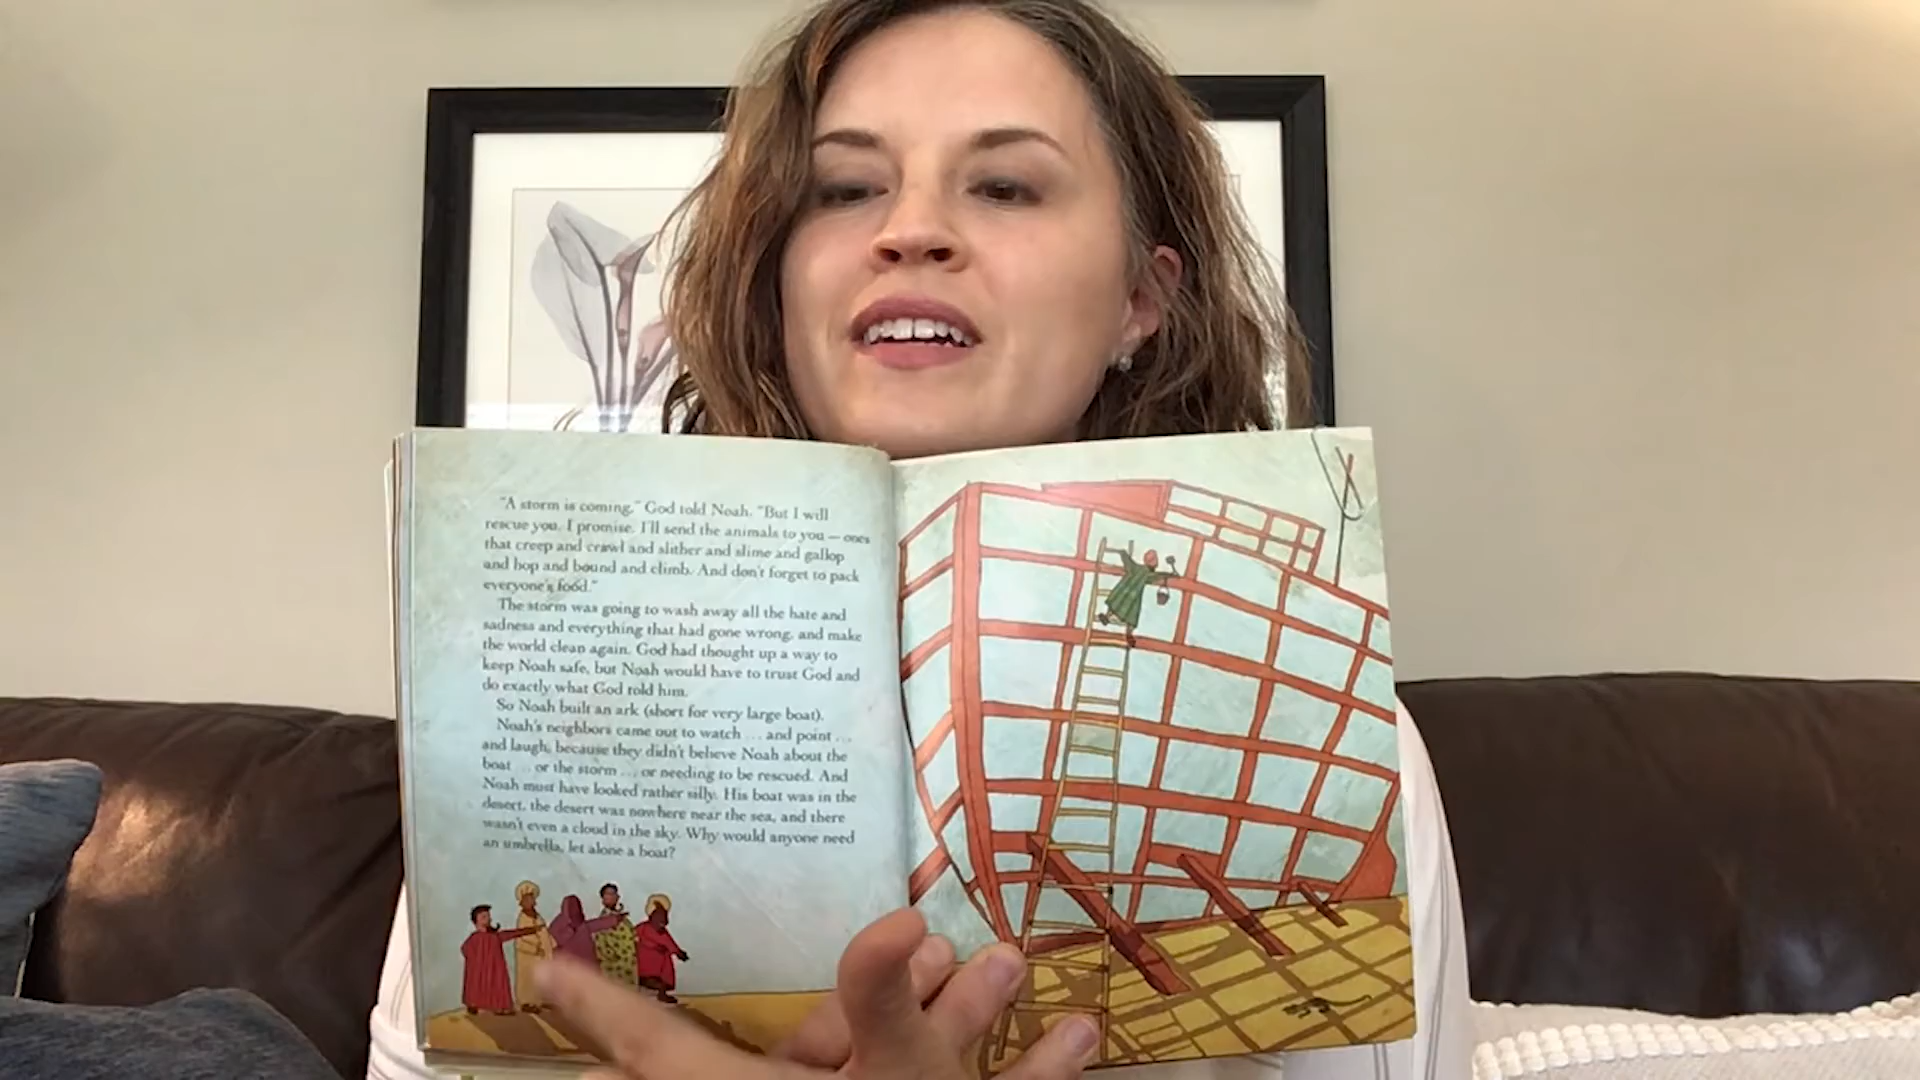 "A storm is coming," God told Noah. "But I will
rescue you. I promise. I'll send the animals to you — ones
that creep and crawl and slither and slime and gallop
and hop and bound and climb. And don't forget to pack
everyone's food."
The storm was going to wash away all the hate and
sadness and everything that had gone wrong, and make
the world clean again. God had thought up a way to
keep Noah safe, but Noah would have to trust God and
do exactly what God told him.
So Noah built an ark (short for very large boat).
Noah's neighbors came out to watch ... and point ...
and laugh, because they didn't believe Noah about the
boat ... or the storm ... or needing to be rescued. And
Noah must have looked rather silly. His boat was in the
desert, the desert was nowhere near the sea, and there
wasn't even a cloud in the sky. Why would anyone need
an umbrella, let alone a boat?